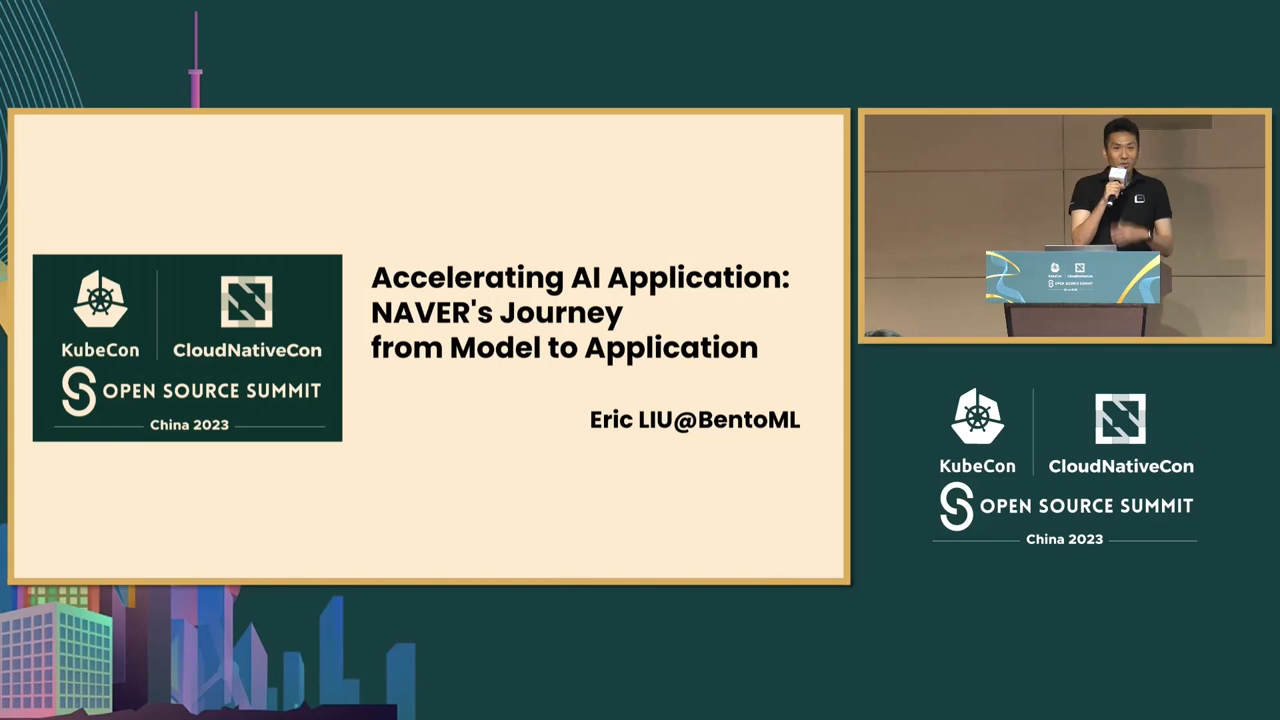 Accelerating AI Application:
NAVER's Journey
from Model to Application
Eric LIU@BentoML
KubeCon
CloudNativeCon
OPEN SOURCE SUMMIT
China 2023
KubeCon
CloudNativeCon
OPEN SOURCE SUMMIT
China 2023